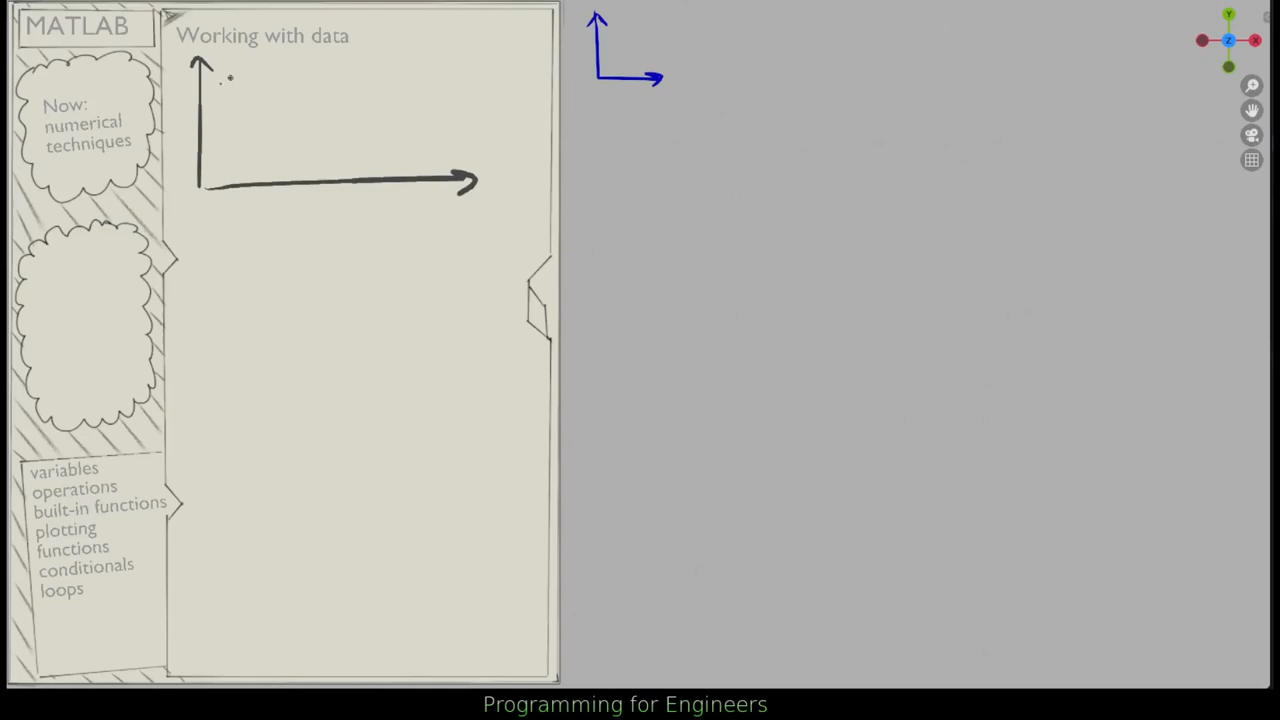 MATLAB
Working with data
Now:
numerical
techniques
variables
operations
built-in functions
plotting
functions
conditionals
loops
Y
Z
X
Programming for Engineers